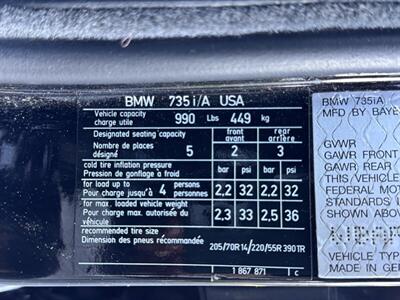 BMW 735 i/A USA
Vehicle capacity
charge utile 990 Lbs 449 kg
Designated seating capacity front avant rear arrière
Nombre de places désigné 5 2 3
cold tire inflation pressure
Pression de gonflage à froid bar psi bar psi
for load up to 4 persons
Pour charge jusqu'à personnes 2,2 32 2,2 32
for max. loaded vehicle weight
Pour charge max. autorisée du véhicule: 2,3 33 2,5 36
recommended tire size
Dimension des pneus récommandée 205/70R14/220/55R390TR
1 867 871 c
BMW 735iA
MFD BY BAYE
GVWR
GAWR FRONT
GAWR REAR
THIS VEHICLE
FEDERAL MOT
STANDARDS I
SHOWN ABOVE
VEHICLE TYP
MADE IN GER